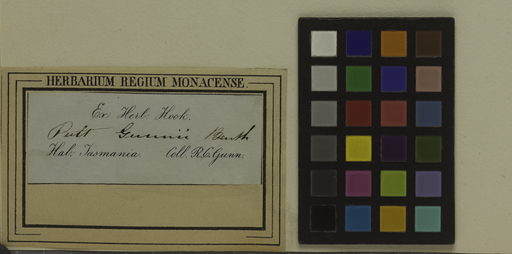 HERBARIUM REGIUM MONACENSE.
Ex Herb. Hook.
Pult Gunnii Benth
Hab: Tasmania. Coll. R.C. Gunn.